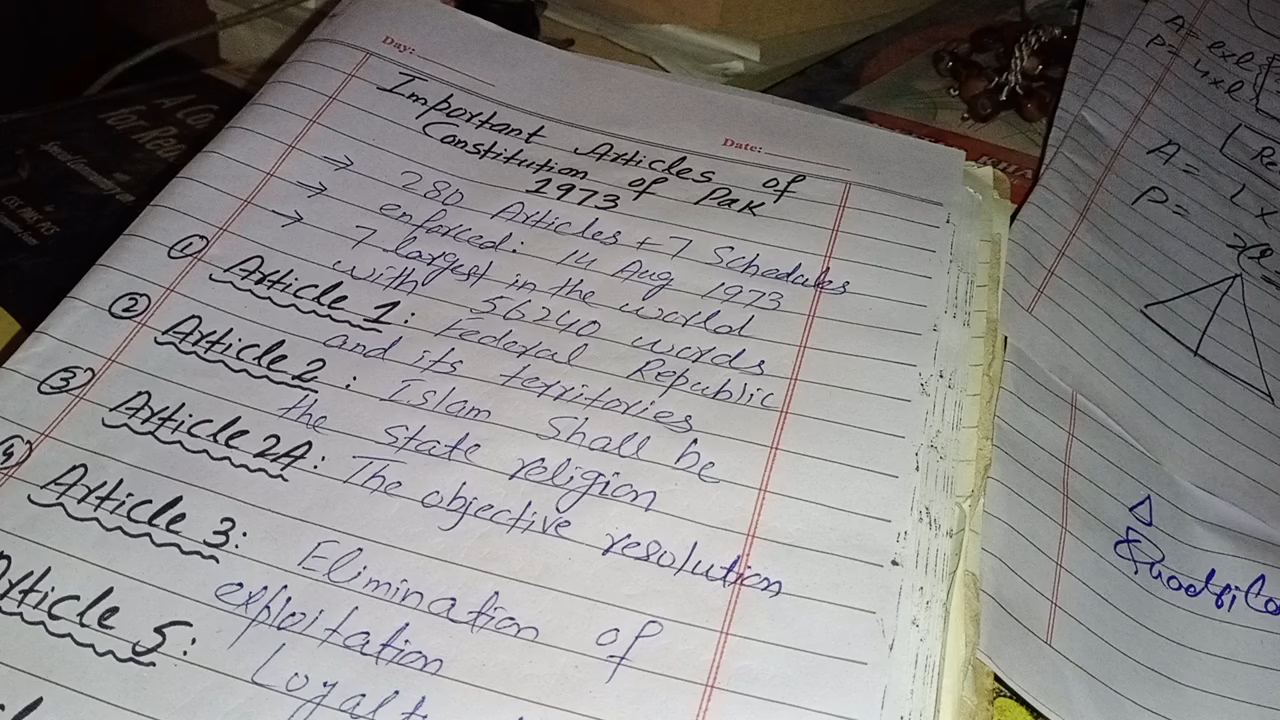 Day:
Date:
Important Articles of
Constitution of Pak
1973
→ 280 Articles + 7 Schedules
→ enforced: 14 Aug 1973
→ 7 largest in the world
with 56240 words
① Article 1: Federal Republic
and its territories
② Article 2: Islam Shall be
the state religion
③ Article 2A: The objective resolution
④ Article 3: Elimination of
exploitation
Article 5:
A Co
for Rea
A = l×l
P = 4×l
A =
P =